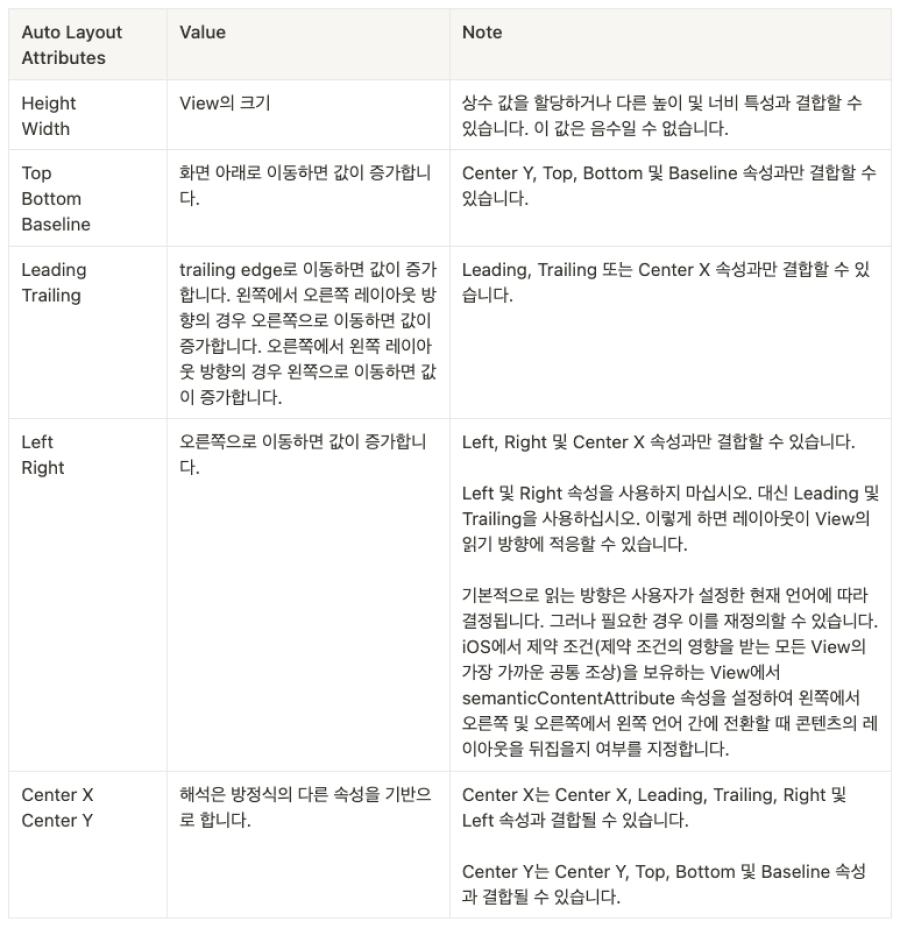 Auto Layout
Attributes
Value
Note
Height
Width
View의 크기
상수 값을 할당하거나 다른 높이 및 너비 특성과 결합할 수
있습니다. 이 값은 음수일 수 없습니다.
Top
Bottom
Baseline
화면 아래로 이동하면 값이 증가합니
다.
Center Y, Top, Bottom 및 Baseline 속성과만 결합할 수
있습니다.
Leading
Trailing
trailing edge로 이동하면 값이 증가
합니다. 왼쪽에서 오른쪽 레이아웃 방
향의 경우 오른쪽으로 이동하면 값이
증가합니다. 오른쪽에서 왼쪽 레이아
웃 방향의 경우 왼쪽으로 이동하면 값
이 증가합니다.
Leading, Trailing 또는 Center X 속성과만 결합할 수 있
습니다.
Left
Right
오른쪽으로 이동하면 값이 증가합니
다.
Left, Right 및 Center X 속성과만 결합할 수 있습니다.
Left 및 Right 속성을 사용하지 마십시오. 대신 Leading 및
Trailing을 사용하십시오. 이렇게 하면 레이아웃이 View의
읽기 방향에 적응할 수 있습니다.
기본적으로 읽는 방향은 사용자가 설정한 현재 언어에 따라
결정됩니다. 그러나 필요한 경우 이를 재정의할 수 있습니다.
iOS에서 제약 조건(제약 조건의 영향을 받는 모든 View의
가장 가까운 공통 조상)을 보유하는 View에서
semanticContentAttribute 속성을 설정하여 왼쪽에서
오른쪽 및 오른쪽에서 왼쪽 언어 간에 전환할 때 콘텐츠의 레
이아웃을 뒤집을지 여부를 지정합니다.
Center X
Center Y
해석은 방정식의 다른 속성을 기반으
로 합니다.
Center X는 Center X, Leading, Trailing, Right 및
Left 속성과 결합될 수 있습니다.
Center Y는 Center Y, Top, Bottom 및 Baseline 속성
과 결합될 수 있습니다.